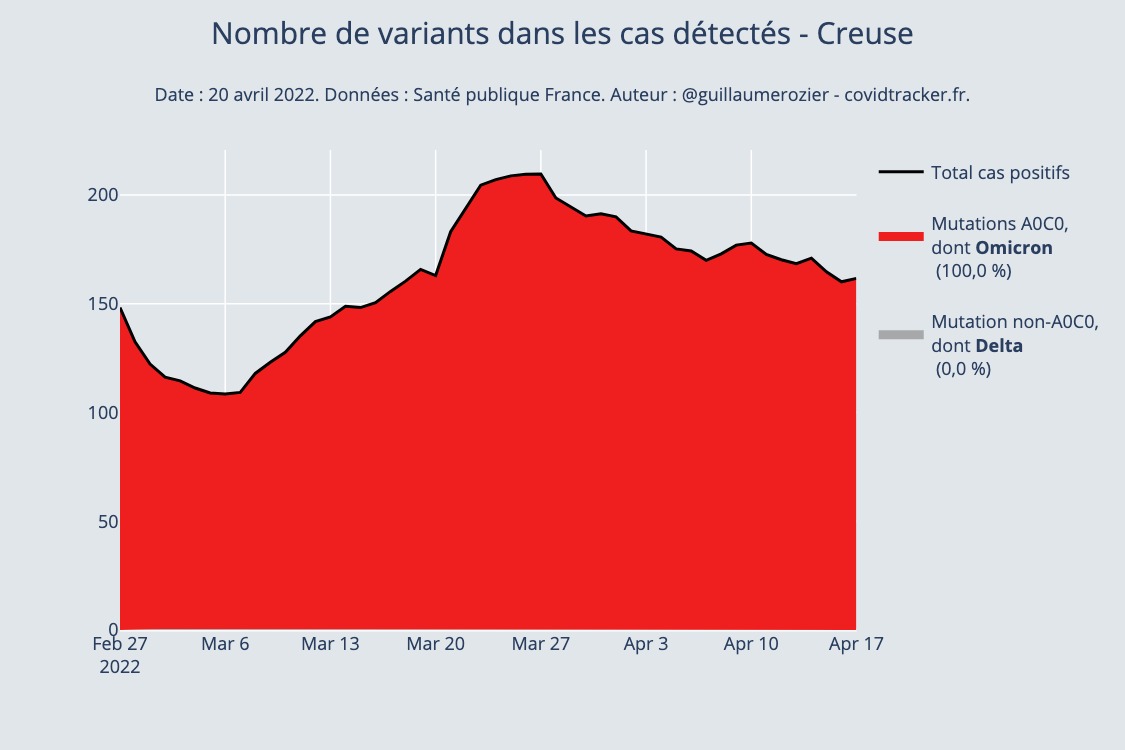 Nombre de variants dans les cas détectés - Creuse
Date : 20 avril 2022. Données : Santé publique France. Auteur : @guillaumerozier - covidtracker.fr.
200
150
100
50
0
Feb 27
2022
Mar 6
Mar 13
Mar 20
Mar 27
Apr 3
Apr 10
Apr 17
Total cas positifs
Mutations A0C0,
dont Omicron
(100,0 %)
Mutation non-A0C0,
dont Delta
(0,0 %)